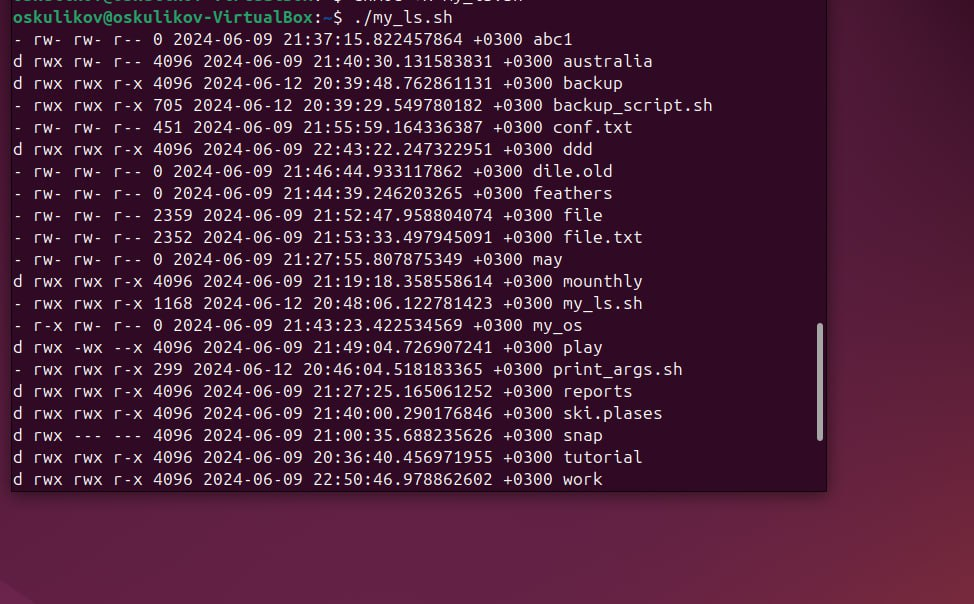 oskulikov@oskulikov-VirtualBox:~$ ./my_ls.sh
- rw- rw- r-- 0 2024-06-09 21:37:15.822457864 +0300 abc1
d rwx rw- r-- 4096 2024-06-09 21:40:30.131583831 +0300 australia
d rwx rwx r-x 4096 2024-06-12 20:39:48.762861131 +0300 backup
- rwx rwx r-x 705 2024-06-12 20:39:29.549780182 +0300 backup_script.sh
- rw- rw- r-- 451 2024-06-09 21:55:59.164336387 +0300 conf.txt
d rwx rwx r-x 4096 2024-06-09 22:43:22.247322951 +0300 ddd
- rw- rw- r-- 0 2024-06-09 21:46:44.933117862 +0300 dile.old
- rw- rw- r-- 0 2024-06-09 21:44:39.246203265 +0300 feathers
- rw- rw- r-- 2359 2024-06-09 21:52:47.958804074 +0300 file
- rw- rw- r-- 2352 2024-06-09 21:53:33.497945091 +0300 file.txt
- rw- rw- r-- 0 2024-06-09 21:27:55.807875349 +0300 may
d rwx rwx r-x 4096 2024-06-09 21:19:18.358558614 +0300 mounthly
- rwx rwx r-x 1168 2024-06-12 20:48:06.122781423 +0300 my_ls.sh
- r-x rw- r-- 0 2024-06-09 21:43:23.422534569 +0300 my_os
d rwx -wx --x 4096 2024-06-09 21:49:04.726907241 +0300 play
- rwx rwx r-x 299 2024-06-12 20:46:04.518183365 +0300 print_args.sh
d rwx rwx r-x 4096 2024-06-09 21:27:25.165061252 +0300 reports
d rwx rwx r-x 4096 2024-06-09 21:40:00.290176846 +0300 ski.plases
d rwx --- --- 4096 2024-06-09 21:00:35.688235626 +0300 snap
d rwx rwx r-x 4096 2024-06-09 20:36:40.456971955 +0300 tutorial
d rwx rwx r-x 4096 2024-06-09 22:50:46.978862602 +0300 work